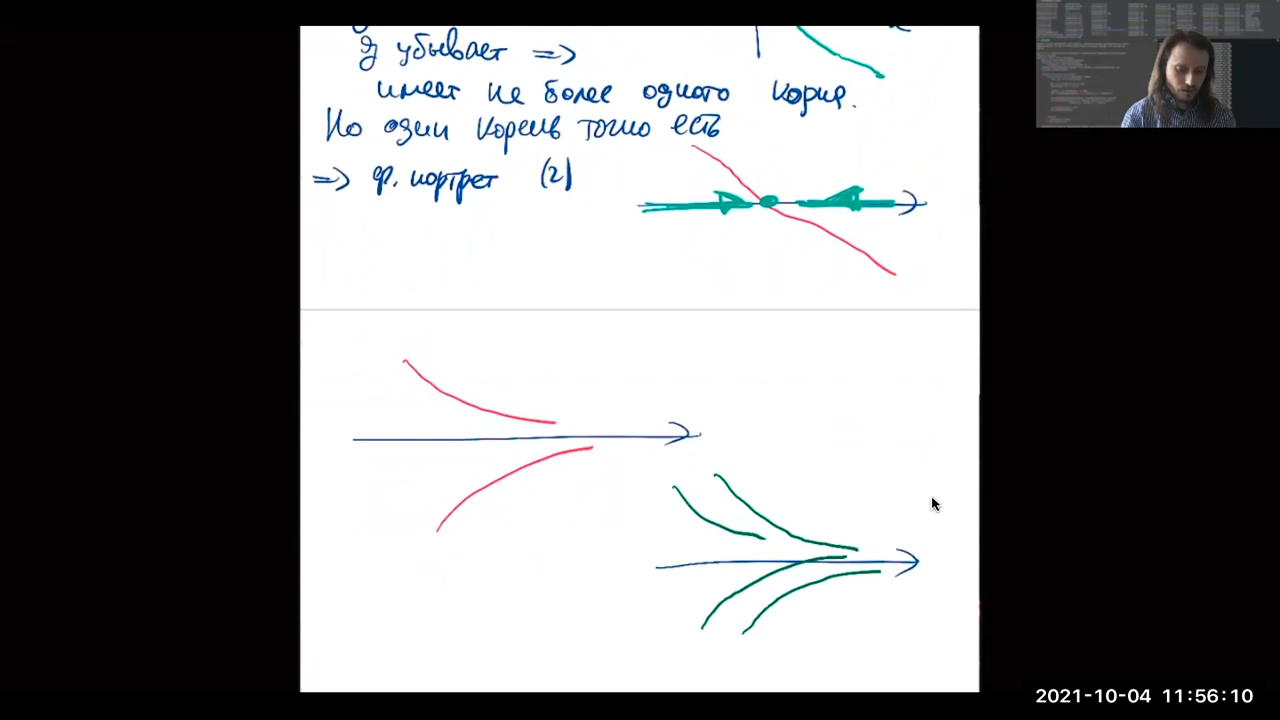 g убывает =>
имеет не более одного корня.
Но один корень точно есть
=> ф. портрет (2)
2021-10-04 11:56:10